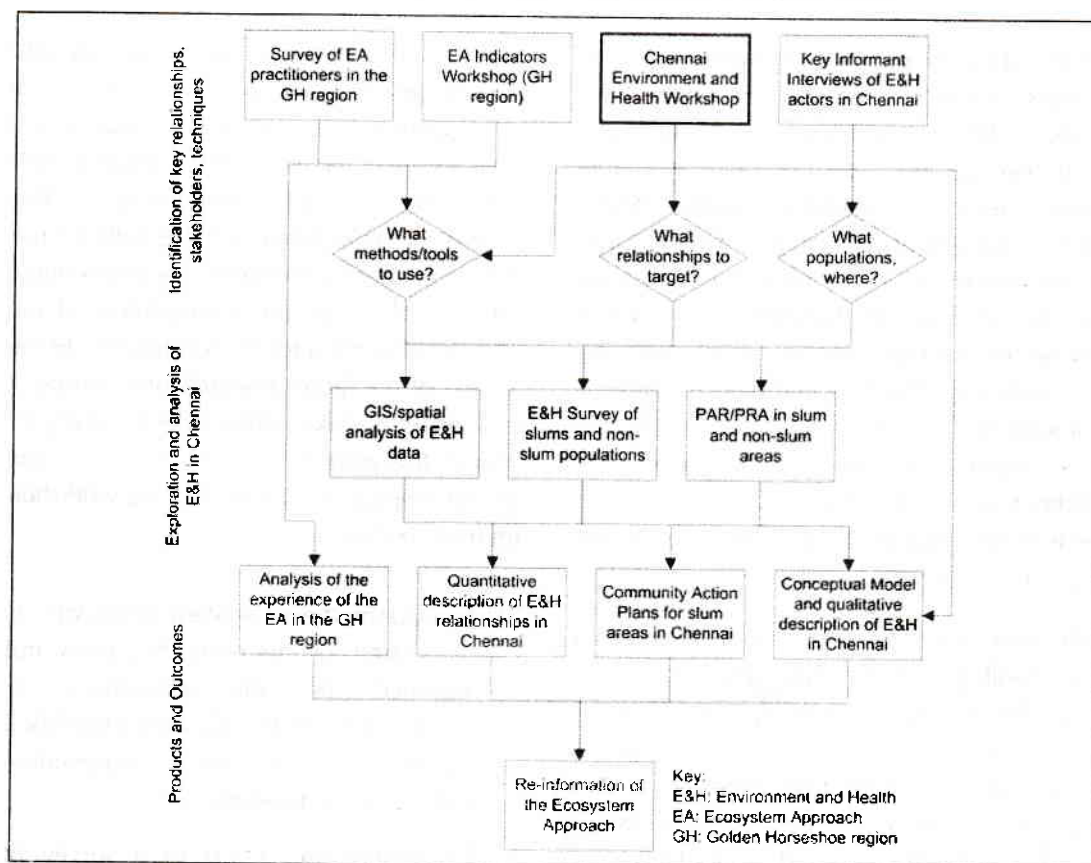 Identification of key relationships,
stakeholders, techniques
Survey of EA
practitioners in the
GH region
EA Indicators
Workshop (GH
region)
Chennai
Environment and
Health Workshop
Key Informant
Interviews of E&H
actors in Chennai
What
methods/tools
to use?
What
relationships to
target?
What
populations,
where?
Exploration and analysis of
E&H in Chennai
GIS/spatial
analysis of E&H
data
E&H Survey of
slums and non-
slum populations
PAR/PRA in slum
and non-slum
areas
Products and Outcomes
Analysis of the
experience of the
EA in the GH
region
Quantitative
description of E&H
relationships in
Chennai
Community Action
Plans for slum
areas in Chennai
Conceptual Model
and qualitative
description of E&H
in Chennai
Re-information of
the Ecosystem
Approach
Key:
E&H: Environment and Health
EA: Ecosystem Approach
GH: Golden Horseshoe region